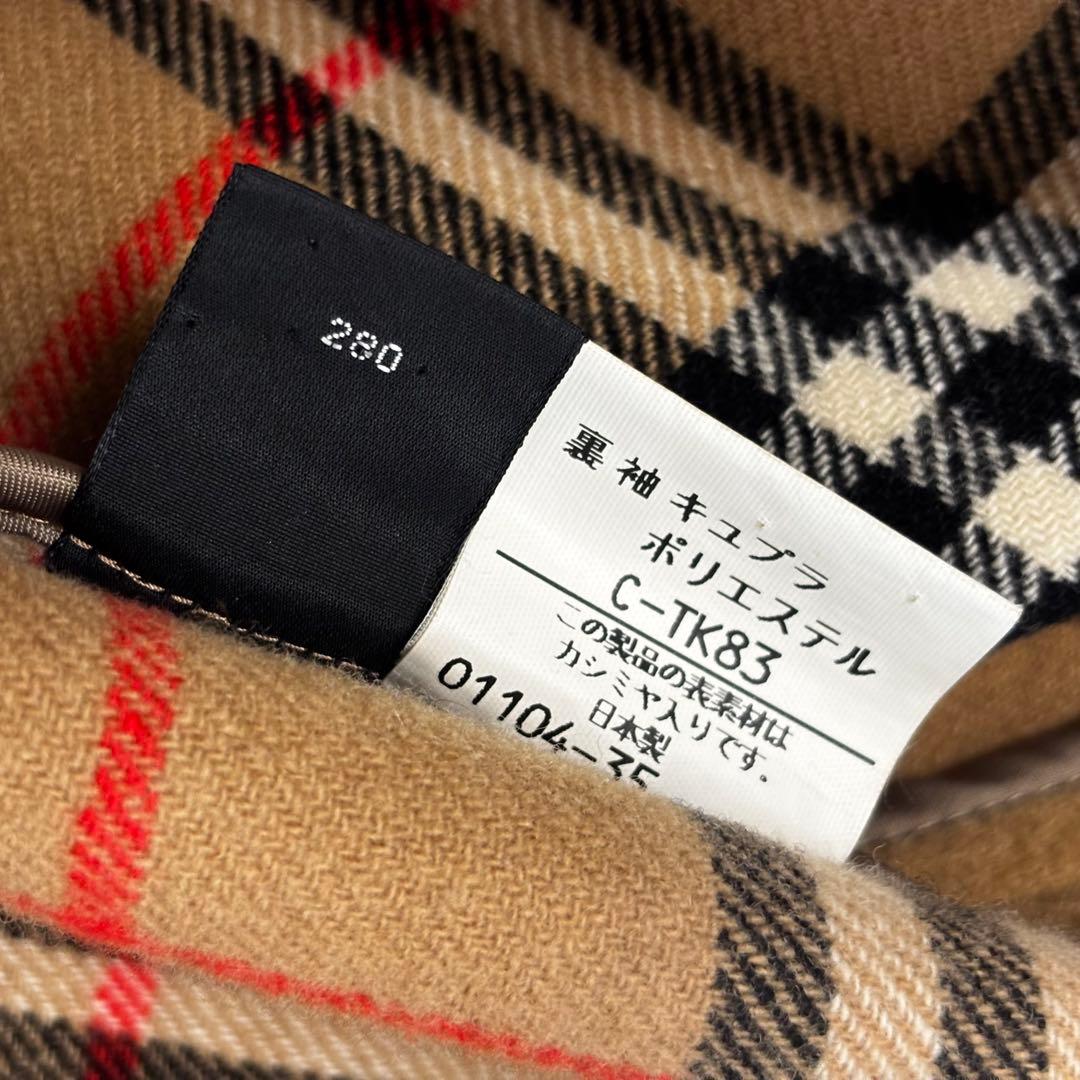 280
裏 袖 キュプラ
ポリエステル
C-TK83
この製品の表素材は
カシミヤ入りです。
日本製
01104-35